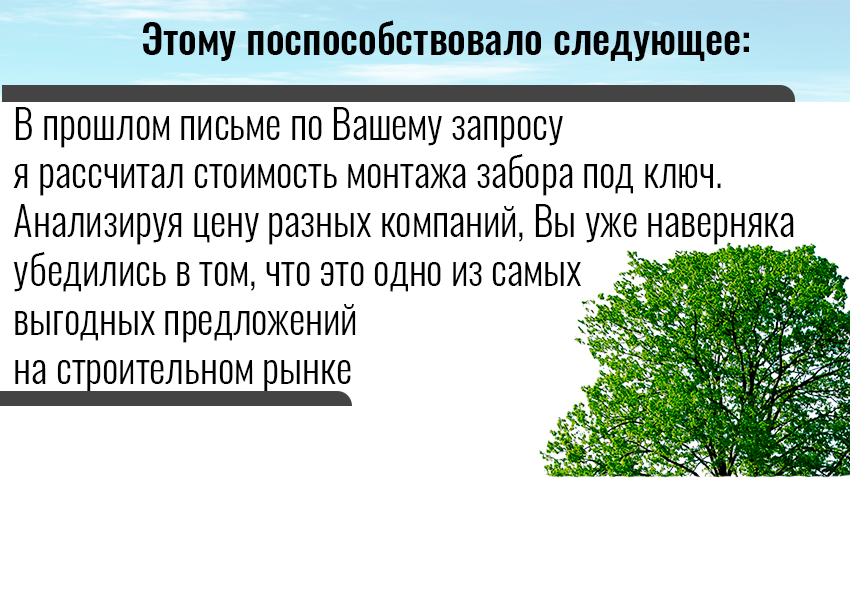 Этому поспособствовало следующее:
В прошлом письме по Вашему запросу
я рассчитал стоимость монтажа забора под ключ.
Анализируя цену разных компаний, Вы уже наверняка
убедились в том, что это одно из самых
выгодных предложений
на строительном рынке